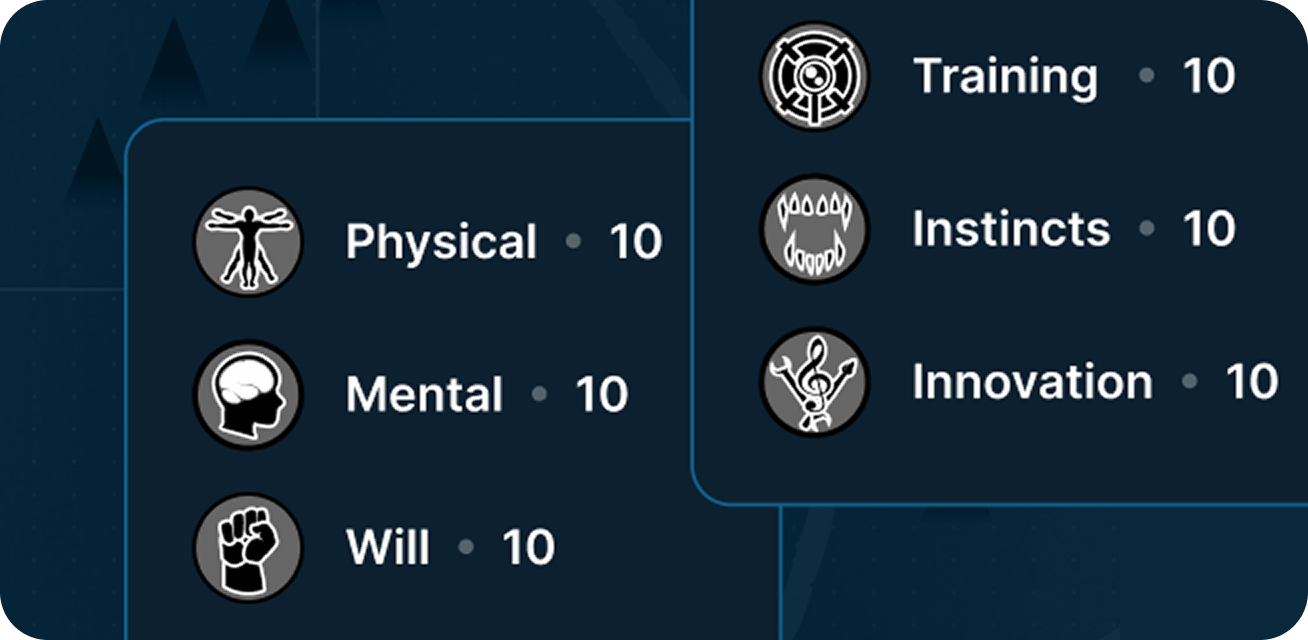 Training • 10
Instincts • 10
Innovation • 10
Physical • 10
Mental • 10
Will • 10